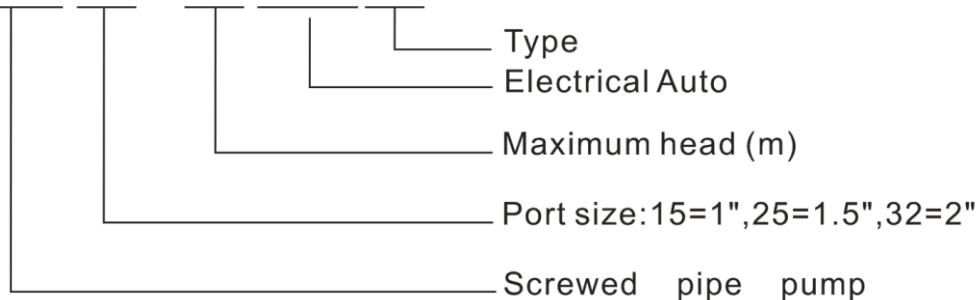 Type
Electrical Auto
Maximum head (m)
Port size:15=1",25=1.5",32=2"
Screwed pipe pump